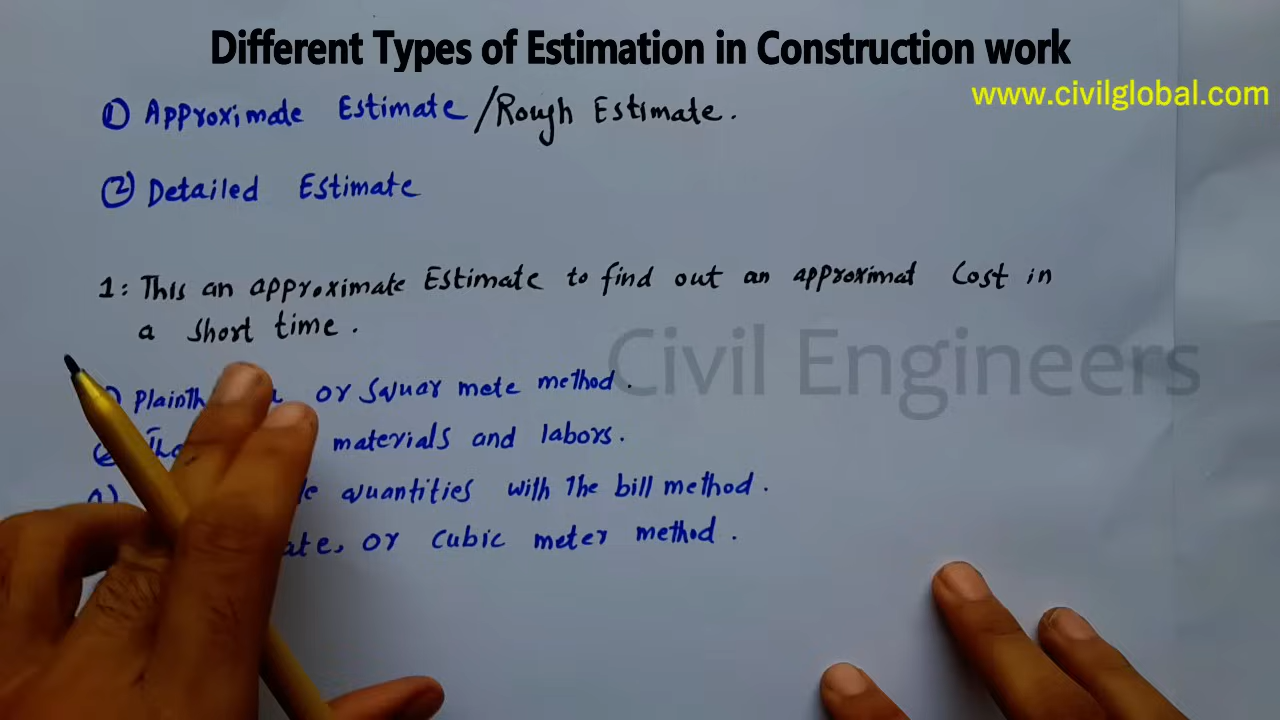 Different Types of Estimation in Construction work
www.civilglobal.com
① Approximate Estimate /Rough Estimate.
② Detailed Estimate
1: This an approximate Estimate to find out an approximat Cost in
a short time.
or Squar mete method.
materials and labors.
quantities with The bill method.
or cubic meter method.
Civil Engineers